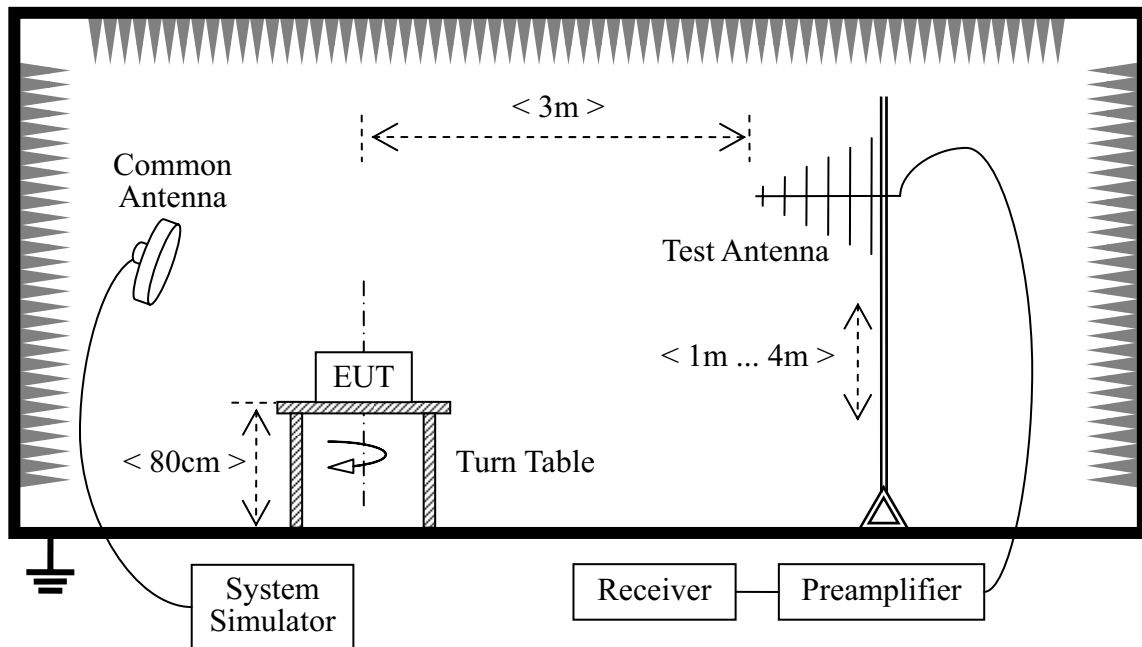 < 3m >
Common
Antenna
Test Antenna
< 1m ... 4m >
EUT
< 80cm >
Turn Table
System
Simulator
Receiver
Preamplifier